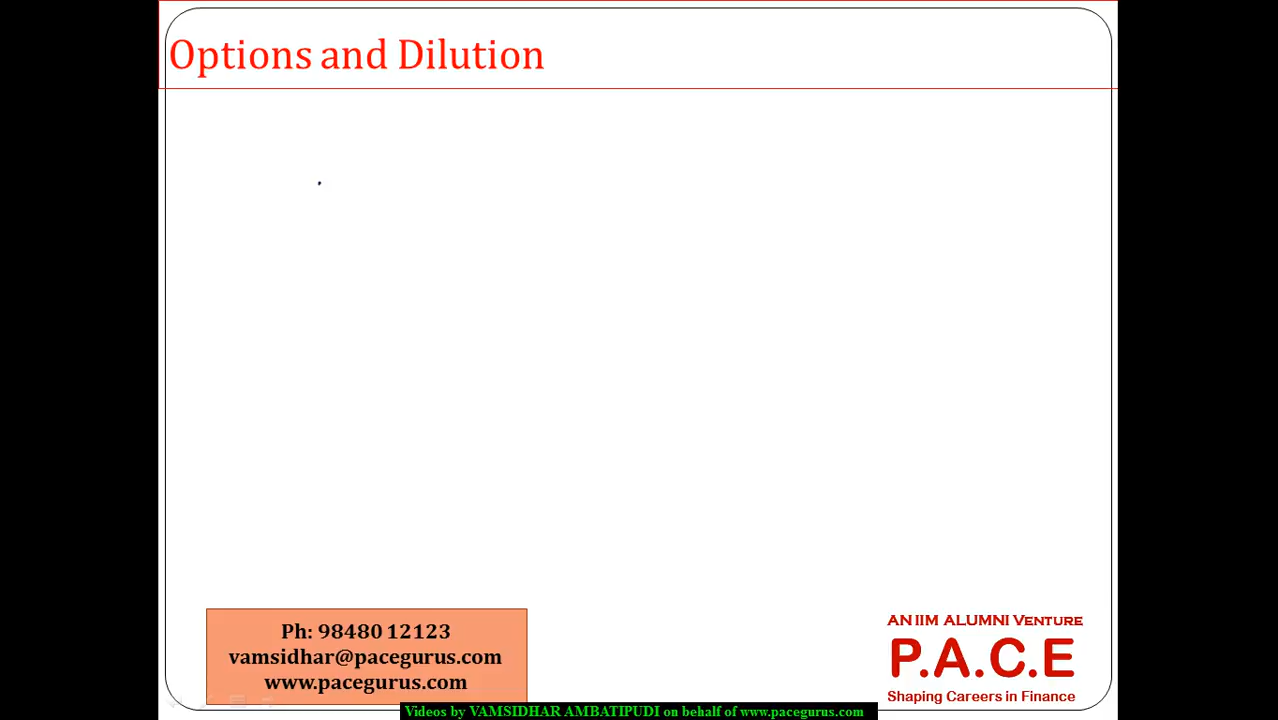 Options and Dilution
Ph: 98480 12123
vamsidhar@pacegurus.com
www.pacegurus.com
AN IIM ALUMNI VENTURE
P.A.C.E
Shaping Careers in Finance
Videos by VAMSIDHAR AMBATIPUDI on behalf of www.pacegurus.com